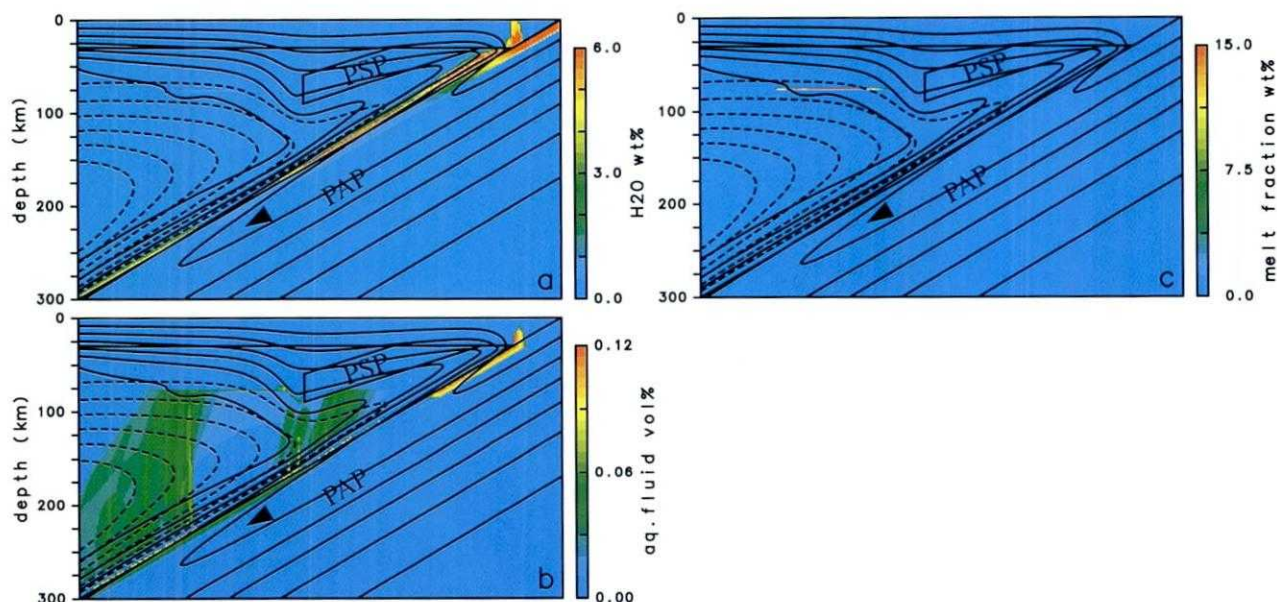 0
100
200
300
depth (km)
PSP
PAP
a
6.0
3.0
0.0
H2O wt%
0
100
200
300
PSP
PAP
c
15.0
7.5
0.0
melt fraction wt%
0
100
200
300
depth (km)
PSP
PAP
b
0.12
0.06
0.00
aq.fluid vol%